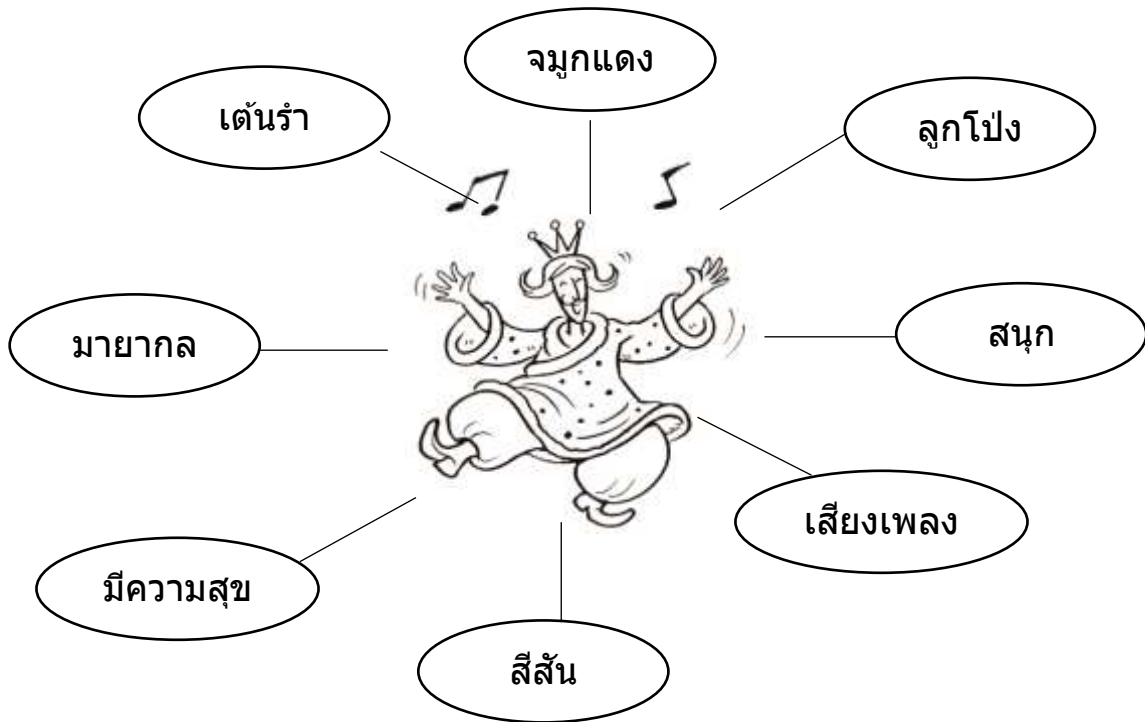 จมูกแดง
เต้นรำ
ลูกโป่ง
มายากล
สนุก
เสียงเพลง
มีความสุข
สีสัน